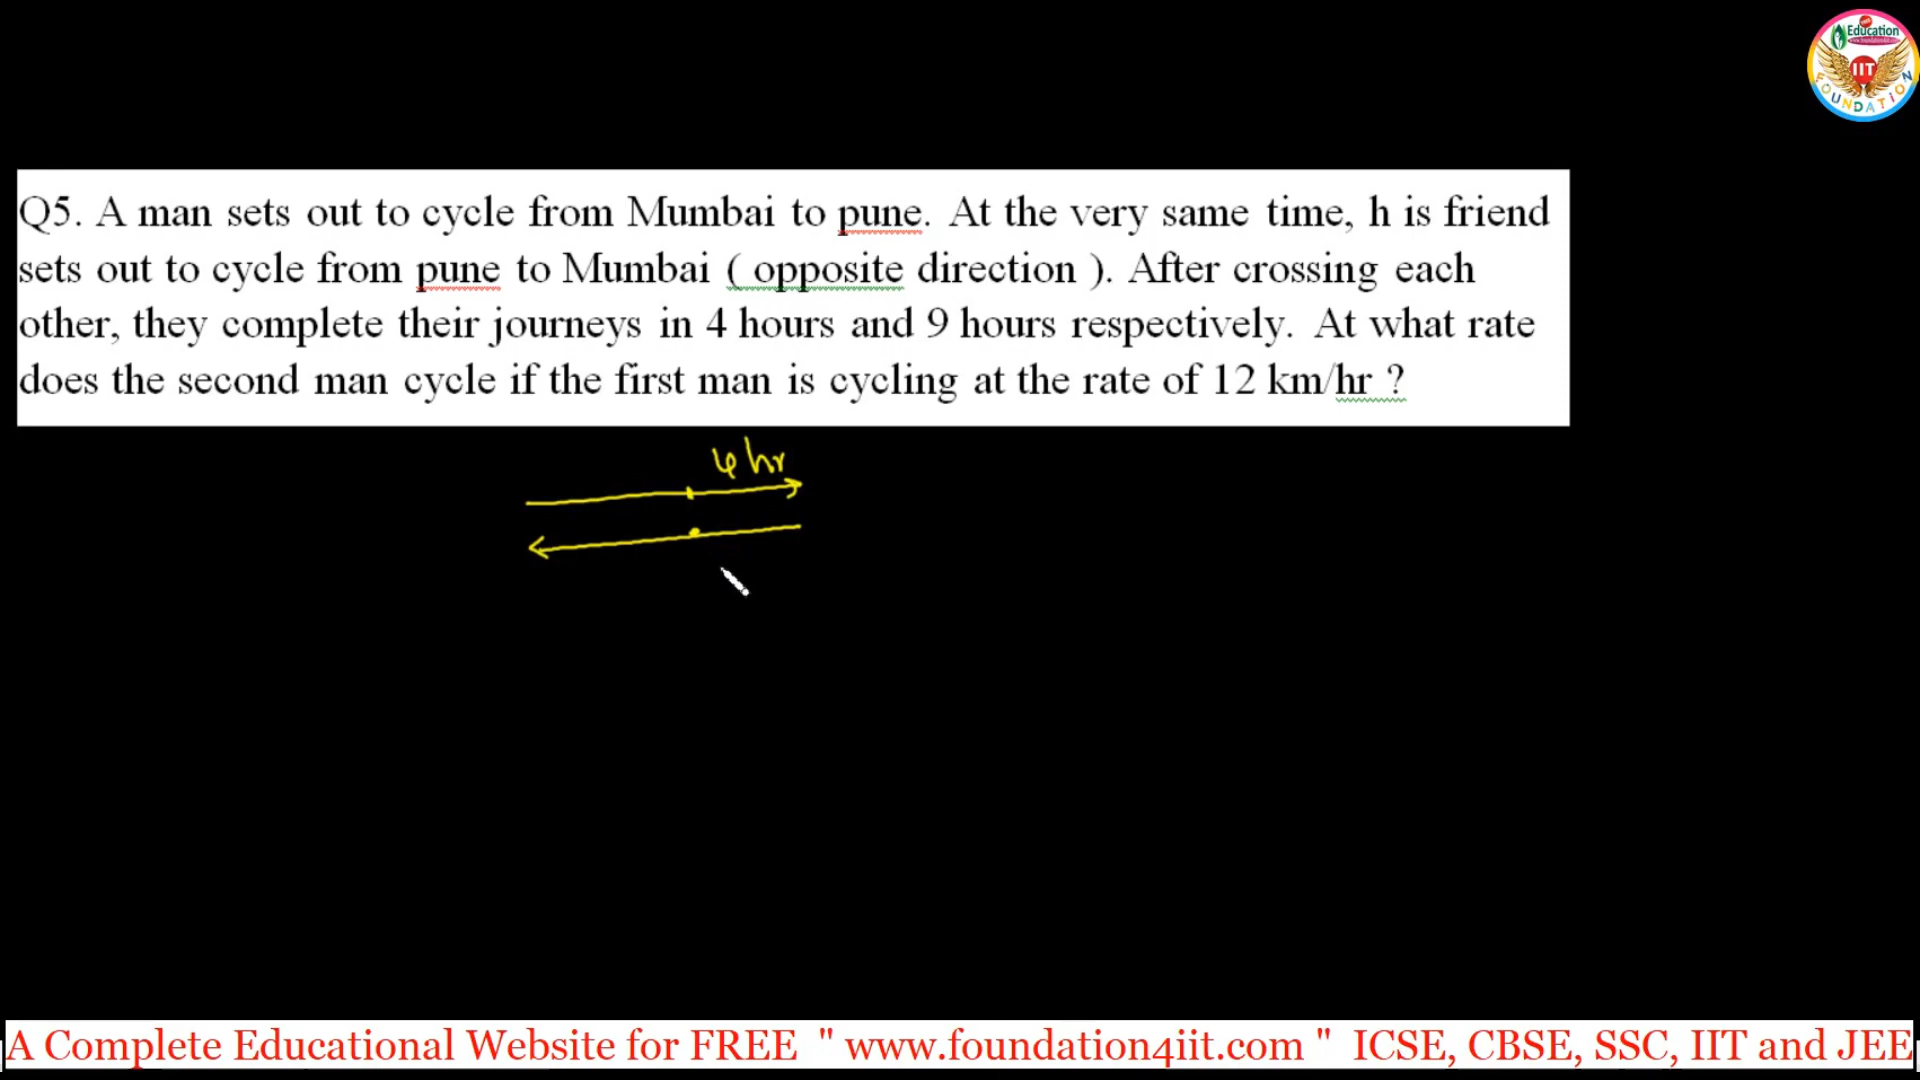 Education
IIT
FOUNDATION
Q5. A man sets out to cycle from Mumbai to pune. At the very same time, h is friend
sets out to cycle from pune to Mumbai ( opposite direction ). After crossing each
other, they complete their journeys in 4 hours and 9 hours respectively. At what rate
does the second man cycle if the first man is cycling at the rate of 12 km/hr ?
4 hr
A Complete Educational Website for FREE " www.foundation4iit.com " ICSE, CBSE, SSC, IIT and JEE